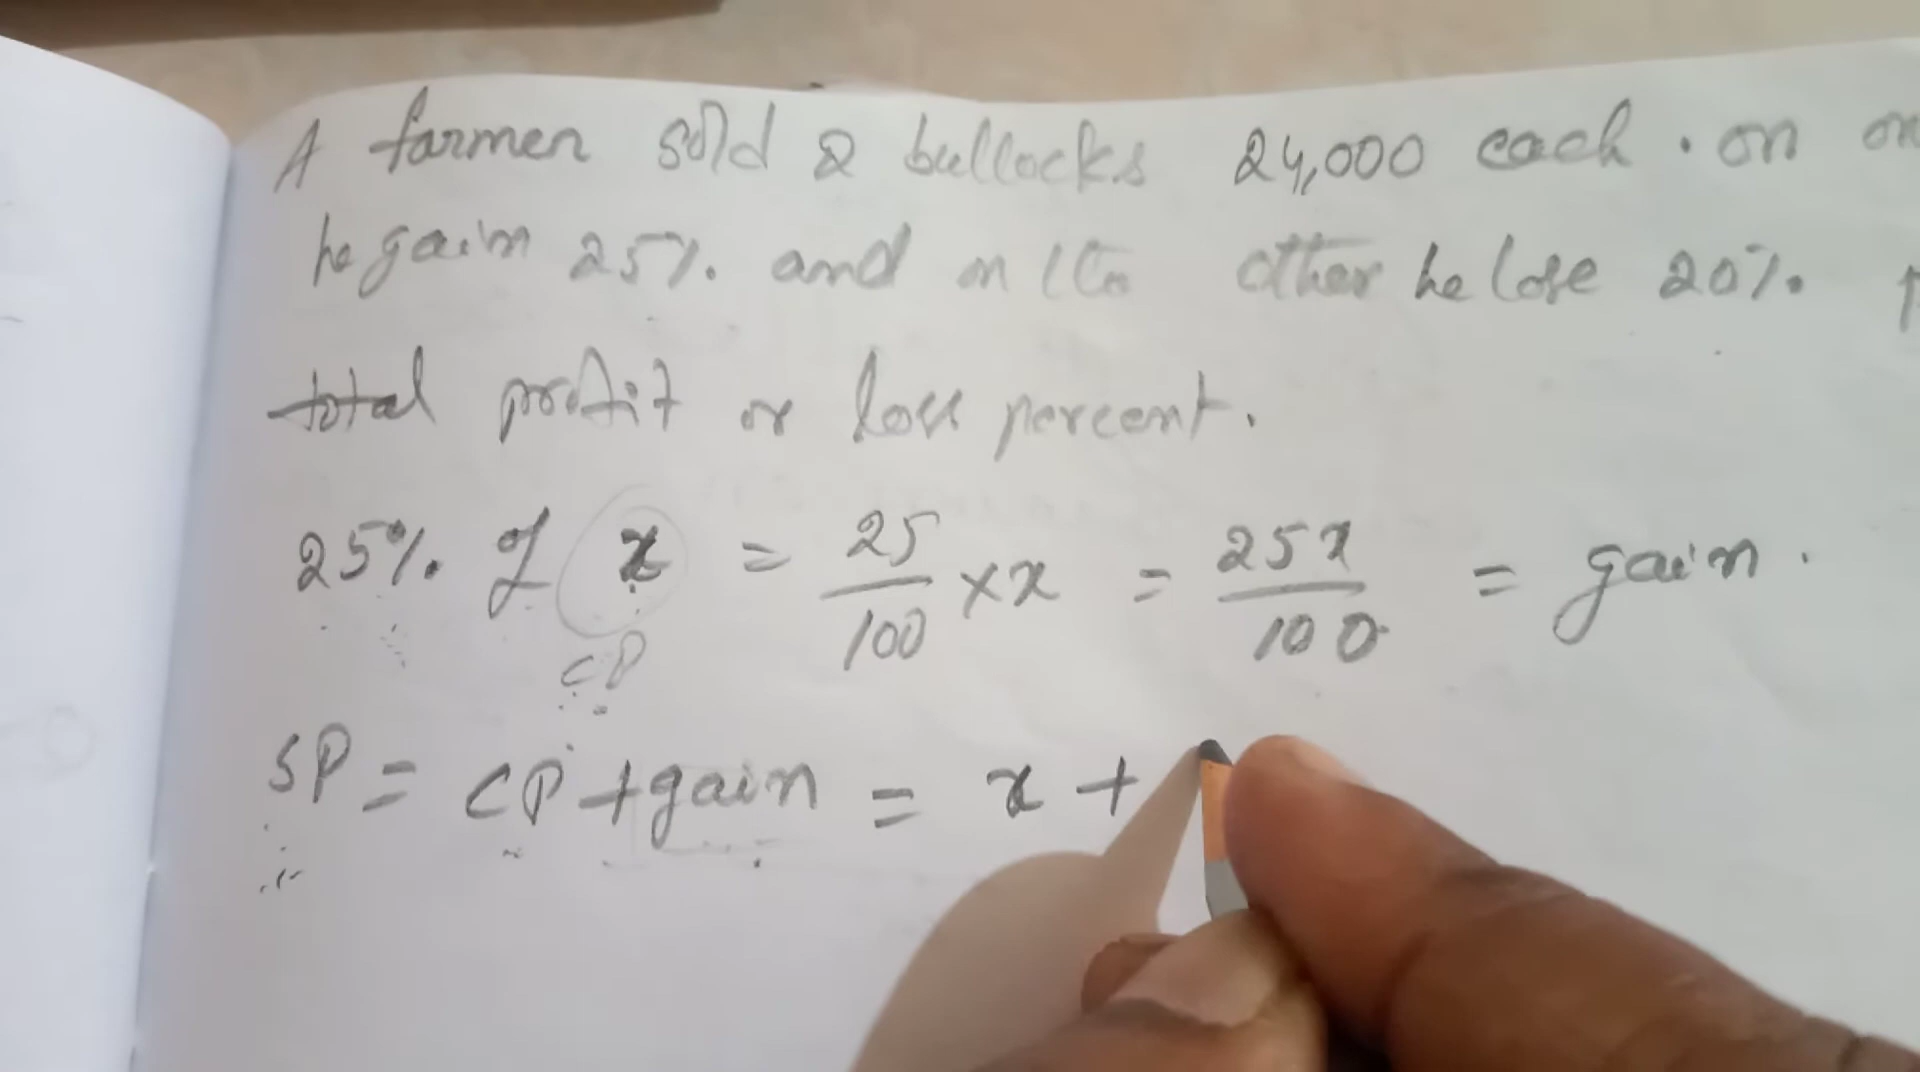 A farmer sold 2 bullocks 24,000 each . on on
he gain 25%. and on the other he lose 20%.
total profit or loss percent.
25% of x = 25/100 × x = 25x/100 = gain.
CP
SP = CP + gain = x +